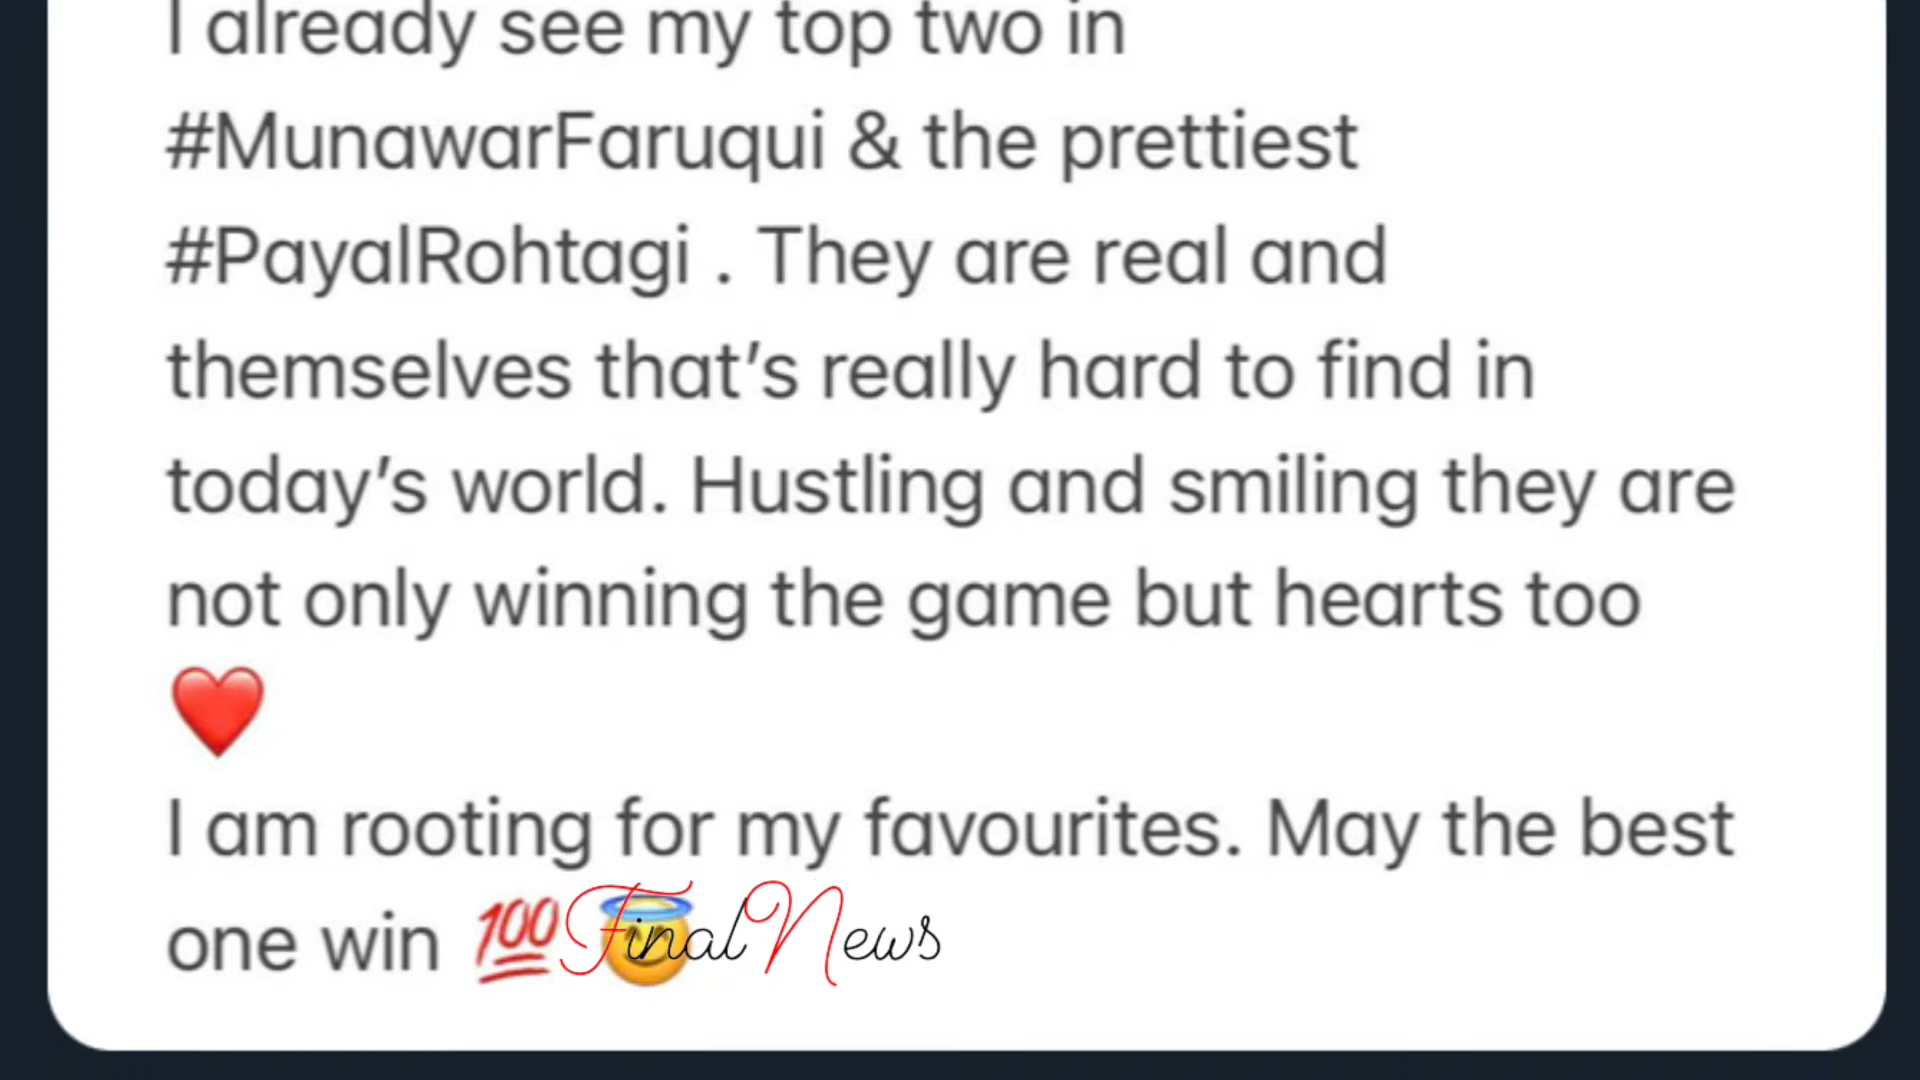 I already see my top two in
#MunawarFaruqui & the prettiest
#PayalRohtagi . They are real and
themselves that’s really hard to find in
today’s world. Hustling and smiling they are
not only winning the game but hearts too
❤️
I am rooting for my favourites. May the best
one win 💯😇
FinalNews